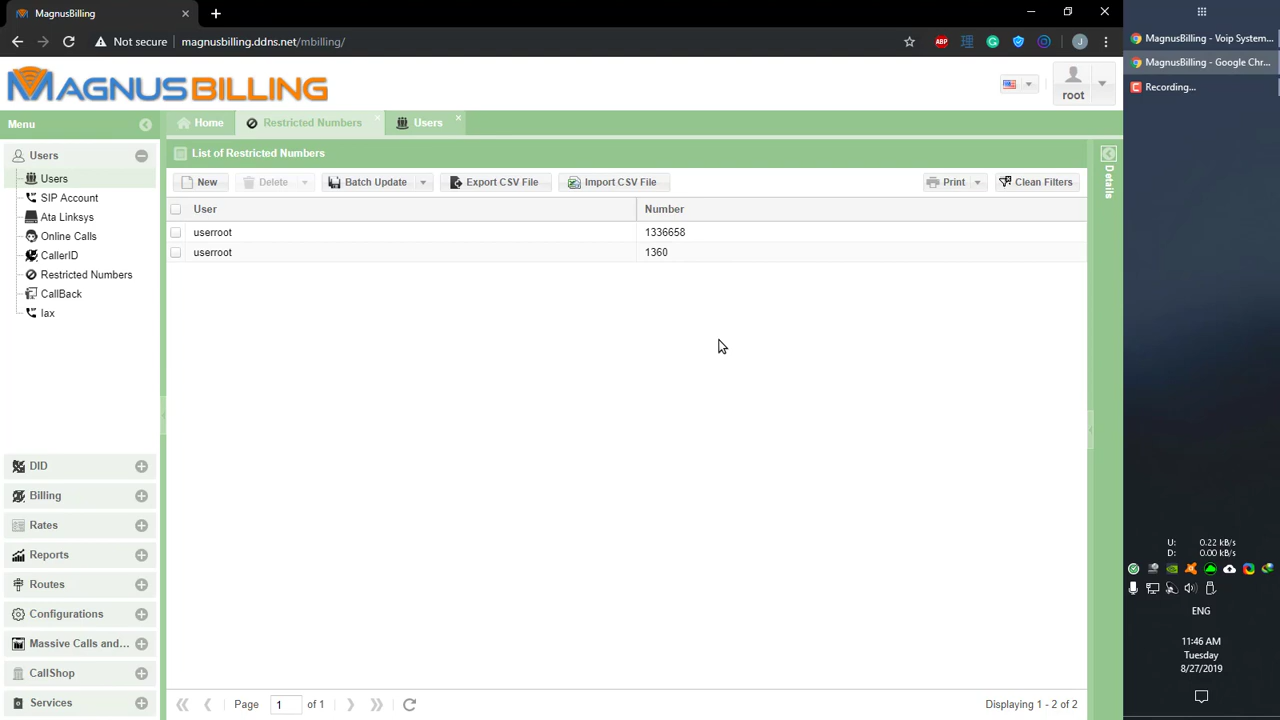 MagnusBilling
Not secure magnusbilling.ddns.net/mbilling/
ABP
J
MAGNUSBILLING
root
Menu
Home
Restricted Numbers
Users
Users
Users
SIP Account
Ata Linksys
Online Calls
CallerID
Restricted Numbers
CallBack
Iax
DID
Billing
Rates
Reports
Routes
Configurations
Massive Calls and...
CallShop
Services
List of Restricted Numbers
New Delete Batch Update Export CSV File Import CSV File Print Clean Filters
User Number
userroot 1336658
userroot 1360
Page 1 of 1
Displaying 1 - 2 of 2
Details
MagnusBilling - Voip System...
MagnusBilling - Google Chr...
Recording...
U: 0.22 kB/s
D: 0.00 kB/s
ENG
11:46 AM
Tuesday
8/27/2019